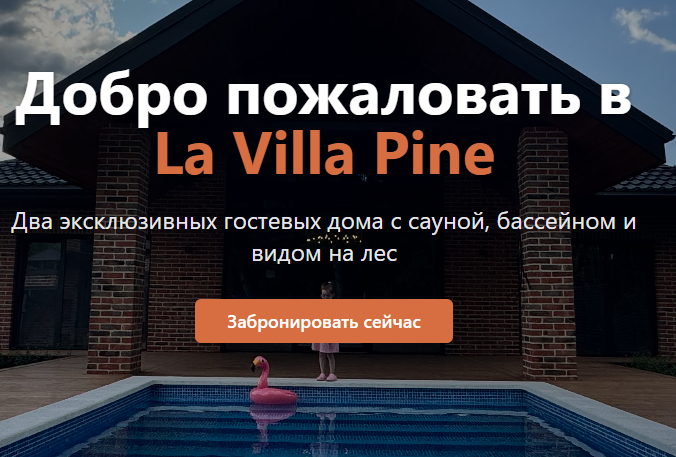 Добро пожаловать в
La Villa Pine
Два эксклюзивных гостевых дома с сауной, бассейном и
видом на лес
Забронировать сейчас